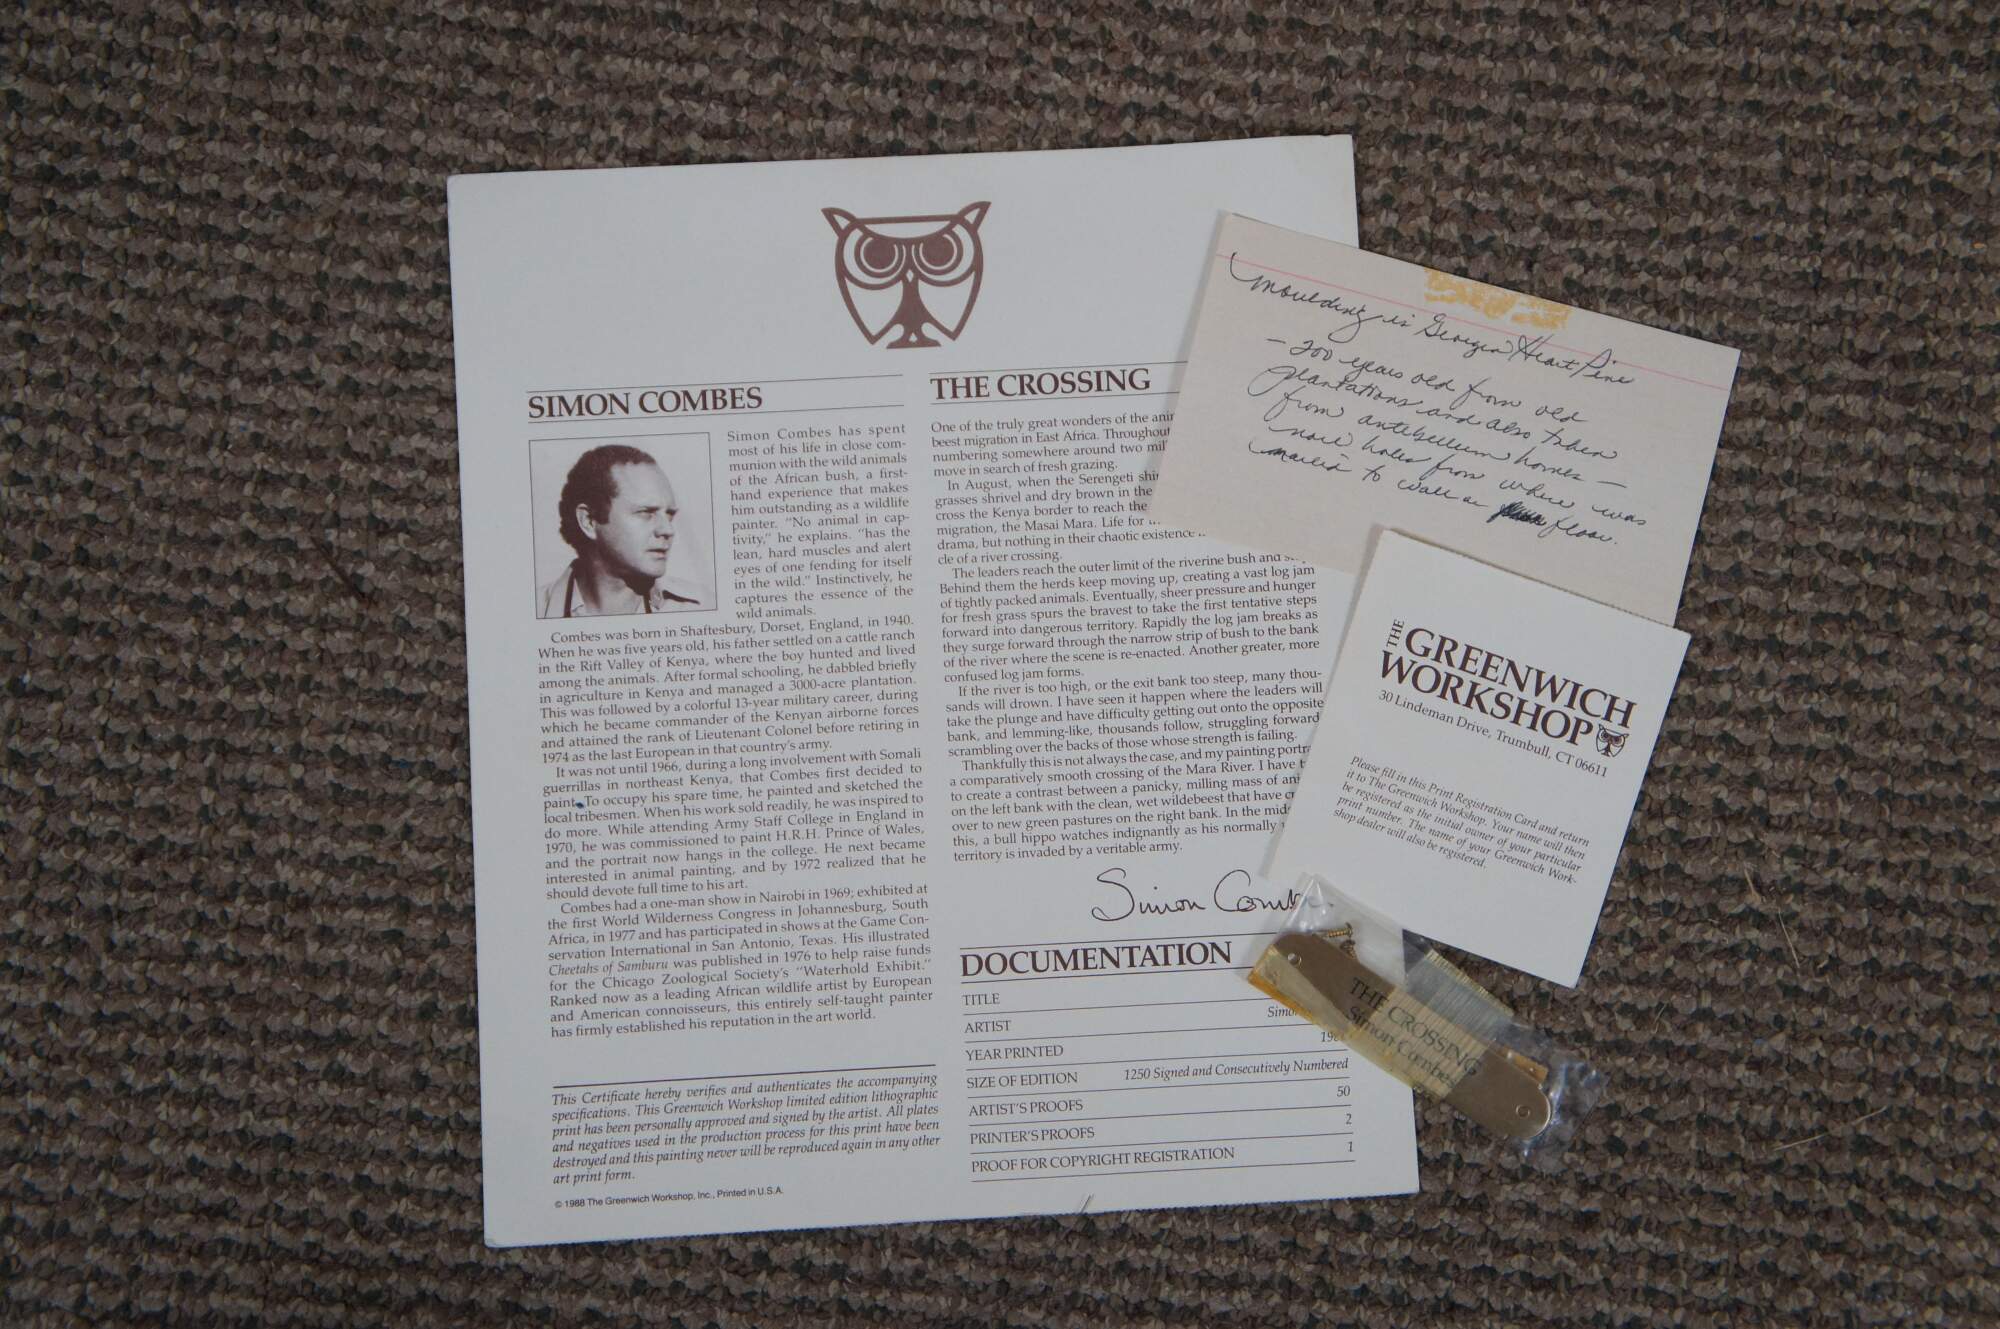 SIMON COMBES
Simon Combes has spent
most of his life in close com-
munion with the wild animals
of the African bush, a first-
hand experience that makes
him outstanding as a wildlife
painter. "No animal in cap-
tivity," he explains. "has the
lean, hard muscles and alert
eyes of one fending for itself
in the wild." Instinctively, he
captures the essence of the
wild animals.
Combes was born in Shaftesbury, Dorset, England, in 1940.
When he was five years old, his father settled on a cattle ranch
in the Rift Valley of Kenya, where the boy hunted and lived
among the animals. After formal schooling, he dabbled briefly
in agriculture in Kenya and managed a 3000-acre plantation.
This was followed by a colorful 13-year military career, during
which he became commander of the Kenyan airborne forces
and attained the rank of Lieutenant Colonel before retiring in
1974 as the last European in that country's army.
It was not until 1966, during a long involvement with Somali
guerrillas in northeast Kenya, that Combes first decided to
paint. To occupy his spare time, he painted and sketched the
local tribesmen. When his work sold readily, he was inspired to
do more. While attending Army Staff College in England in
1970, he was commissioned to paint H.R.H. Prince of Wales,
and the portrait now hangs in the college. He next became
interested in animal painting, and by 1972 realized that he
should devote full time to his art.
Combes had a one-man show in Nairobi in 1969; exhibited at
the first World Wilderness Congress in Johannesburg, South
Africa, in 1977 and has participated in shows at the Game Con-
servation International in San Antonio, Texas. His illustrated
Cheetahs of Samburu was published in 1976 to help raise funds
for the Chicago Zoological Society's "Waterhold Exhibit."
Ranked now as a leading African wildlife artist by European
and American connoisseurs, this entirely self-taught painter
has firmly established his reputation in the art world.
This Certificate hereby verifies and authenticates the accompanying
specifications. This Greenwich Workshop limited edition lithographic
print has been personally approved and signed by the artist. All plates
and negatives used in the production process for this print have been
destroyed and this painting never will be reproduced again in any other
art print form.
© 1988 The Greenwich Workshop, Inc., Printed in U.S.A.
THE CROSSING
One of the truly great wonders of the
beest migration in East Africa. Throughout
numbering somewhere around two
move in search of fresh grazing.
In August, when the Serengeti
grasses shrivel and dry brown in the
cross the Kenya border to reach the
migration, the Masai Mara. Life for
drama, but nothing in their chaotic existence
cle of a river crossing.
The leaders reach the outer limit of the riverine bush and
Behind them the herds keep moving up, creating a vast log jam
of tightly packed animals. Eventually, sheer pressure and hunger
for fresh grass spurs the bravest to take the first tentative steps
forward into dangerous territory. Rapidly the log jam breaks as
they surge forward through the narrow strip of bush to the bank
of the river where the scene is re-enacted. Another greater, more
confused log jam forms.
If the river is too high, or the exit bank too steep, many thou-
sands will drown. I have seen it happen where the leaders will
take the plunge and have difficulty getting out onto the opposite
bank, and lemming-like, thousands follow, struggling forward
scrambling over the backs of those whose strength is failing.
Thankfully this is not always the case, and my painting
a comparatively smooth crossing of the Mara River. I have
to create a contrast between a panicky, milling mass of
on the left bank with the clean, wet wildebeest that have
over to new green pastures on the right bank. In the
this, a bull hippo watches indignantly as his normally
territory is invaded by a veritable army.
Simon
DOCUMENTATION
TITLE
ARTIST
YEAR PRINTED
SIZE OF EDITION 1250 Signed and Consecutively Numbered
ARTIST'S PROOFS 50
PRINTER'S PROOFS 2
PROOF FOR COPYRIGHT REGISTRATION 1
Moulding is Georgia Heart Pine
- 200 years old from old
plantations and also taken
from antebellum homes -
nail holes from where was
nailed to wall or floor.
THE GREENWICH
WORKSHOP
30 Lindeman Drive, Trumbull, CT 06611
Please fill in this Print Registration Card and return
it to The Greenwich Workshop. Your name will then
be registered as the initial owner of your particular
print number. The name of your Greenwich Work-
shop dealer will also be registered.
THE CROSSING
Simon Combes